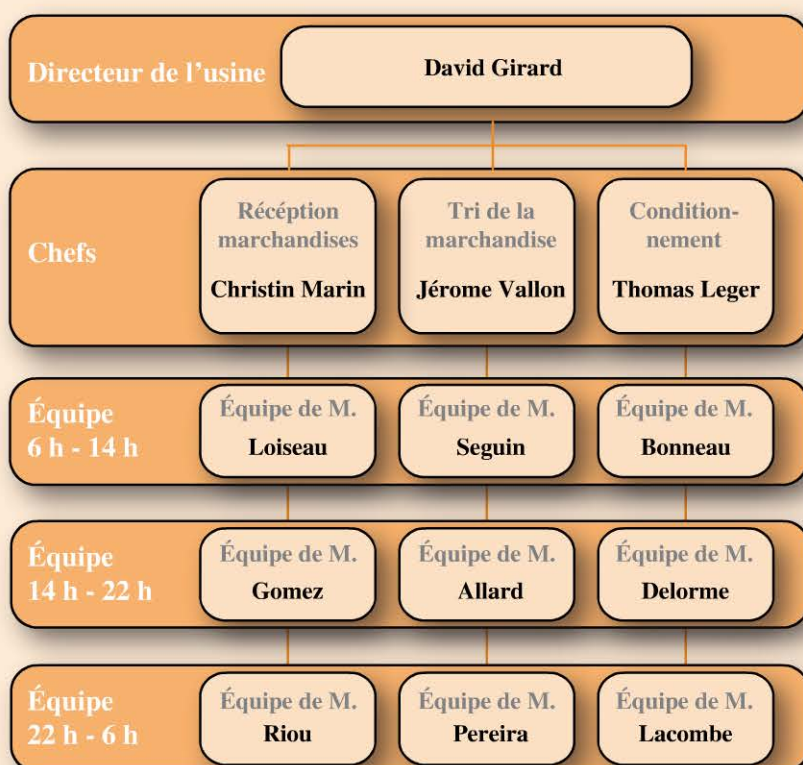 Directeur de l’usine
David Girard
Chefs
Récéption
marchandises
Christin Marin
Tri de la
marchandise
Jérome Vallon
Condition-
nement
Thomas Leger
Équipe
6 h - 14 h
Équipe de M.
Loiseau
Équipe de M.
Seguin
Équipe de M.
Bonneau
Équipe
14 h - 22 h
Équipe de M.
Gomez
Équipe de M.
Allard
Équipe de M.
Delorme
Équipe
22 h - 6 h
Équipe de M.
Riou
Équipe de M.
Pereira
Équipe de M.
Lacombe